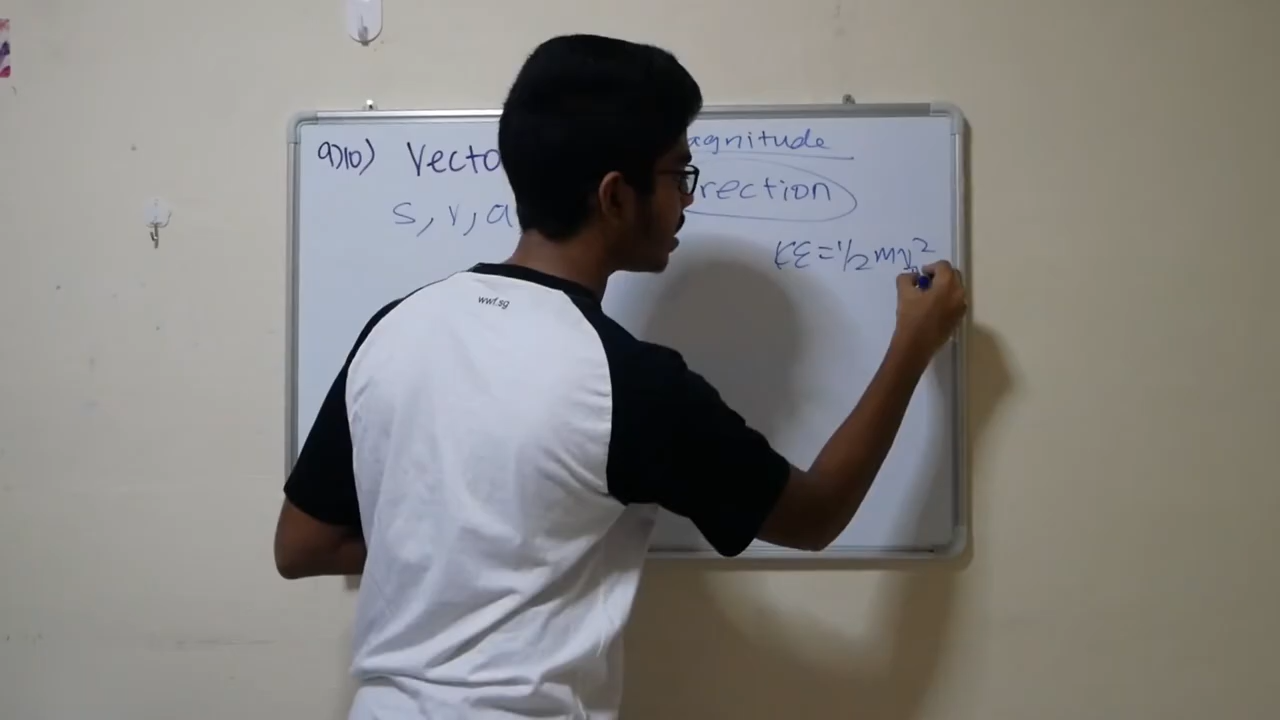 9)10) Vecto agnitude
rection
s, v, a
KE = 1/2 mv²
wwf.sg